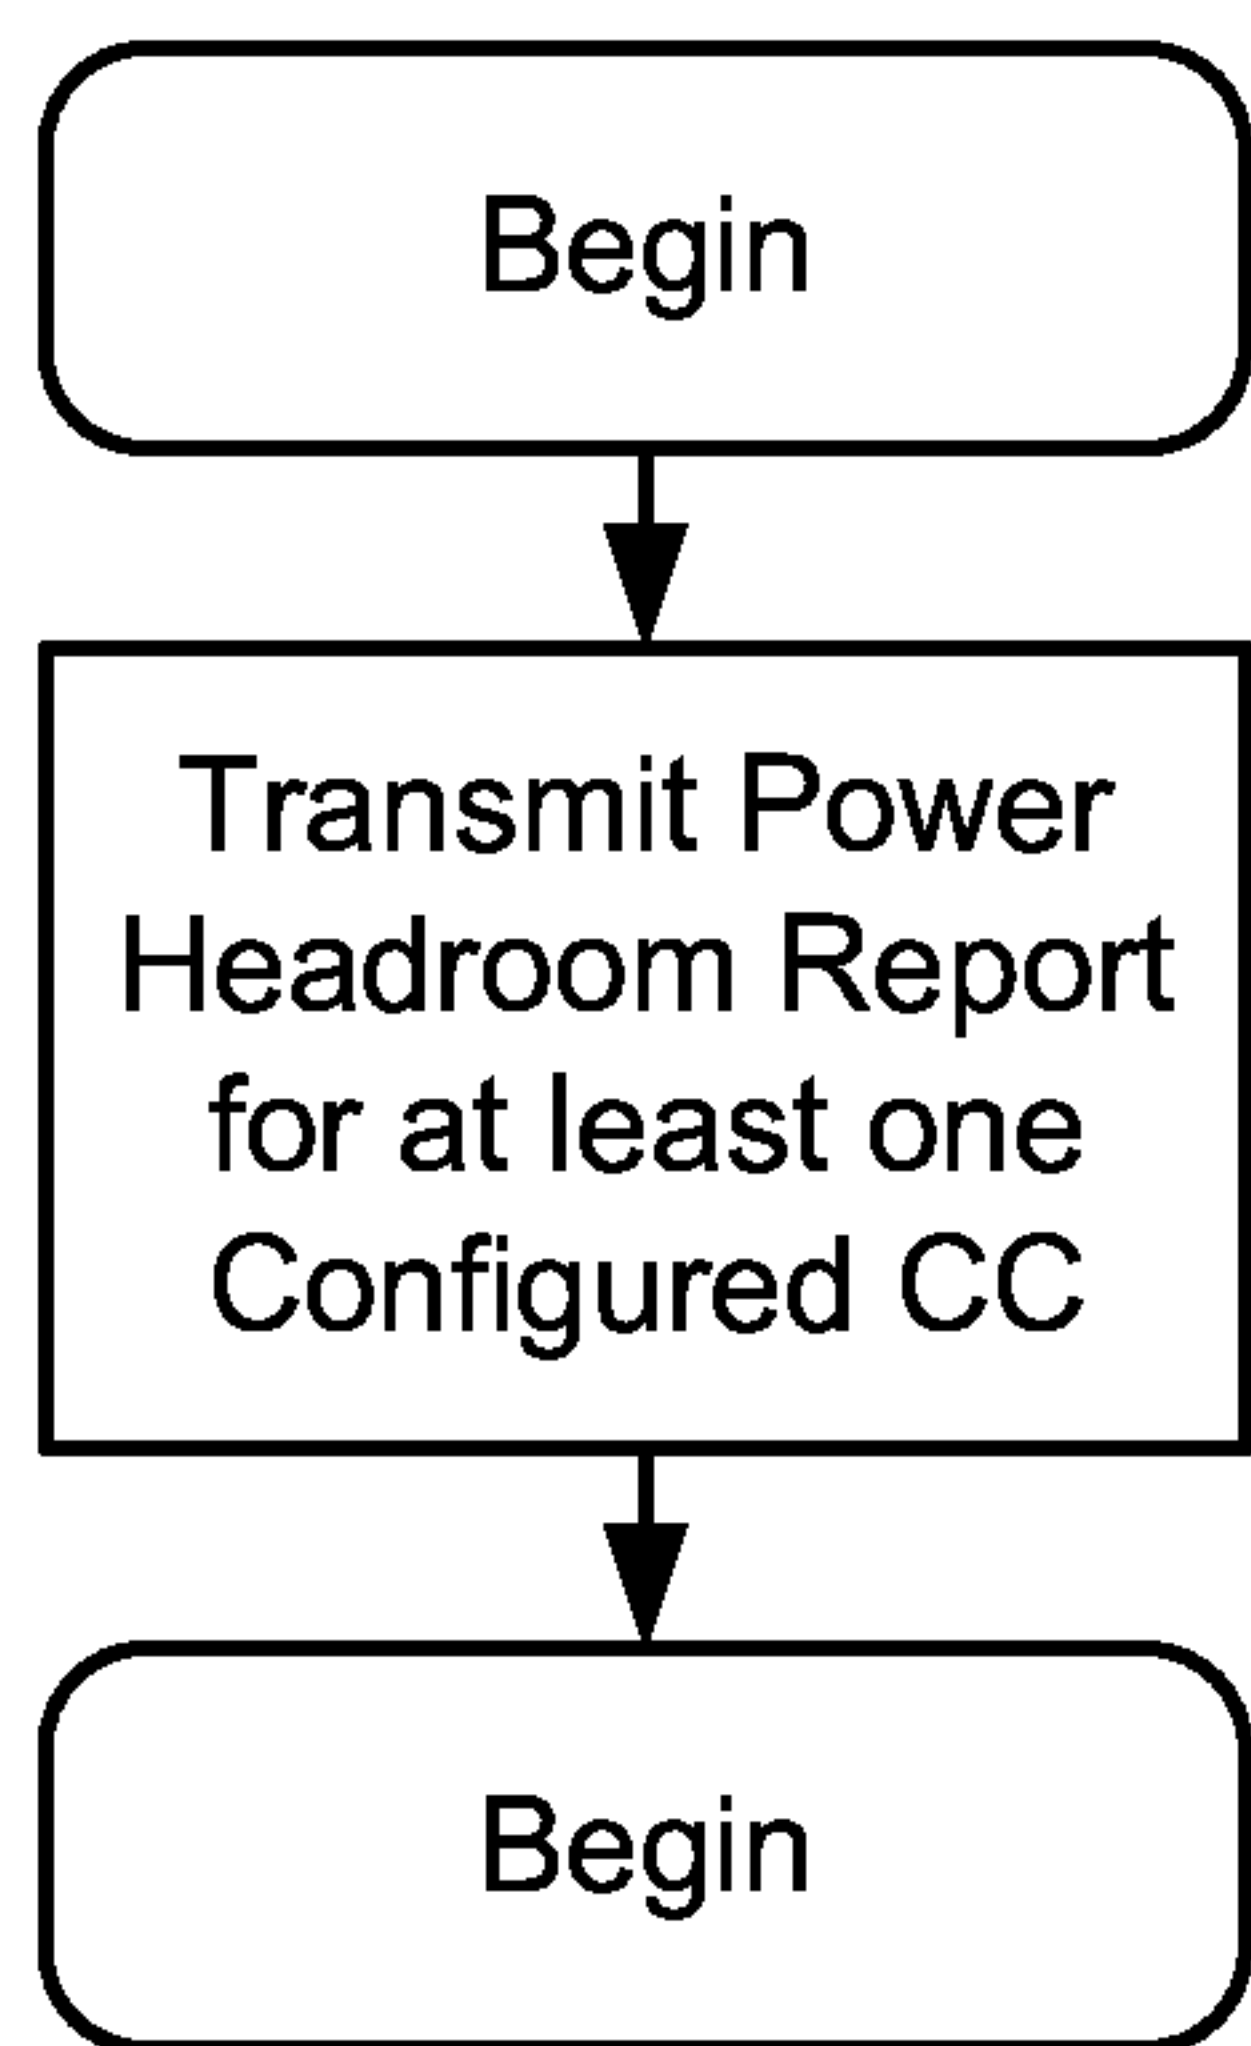 Begin
Transmit Power
Headroom Report
for at least one
Configured CC
Begin